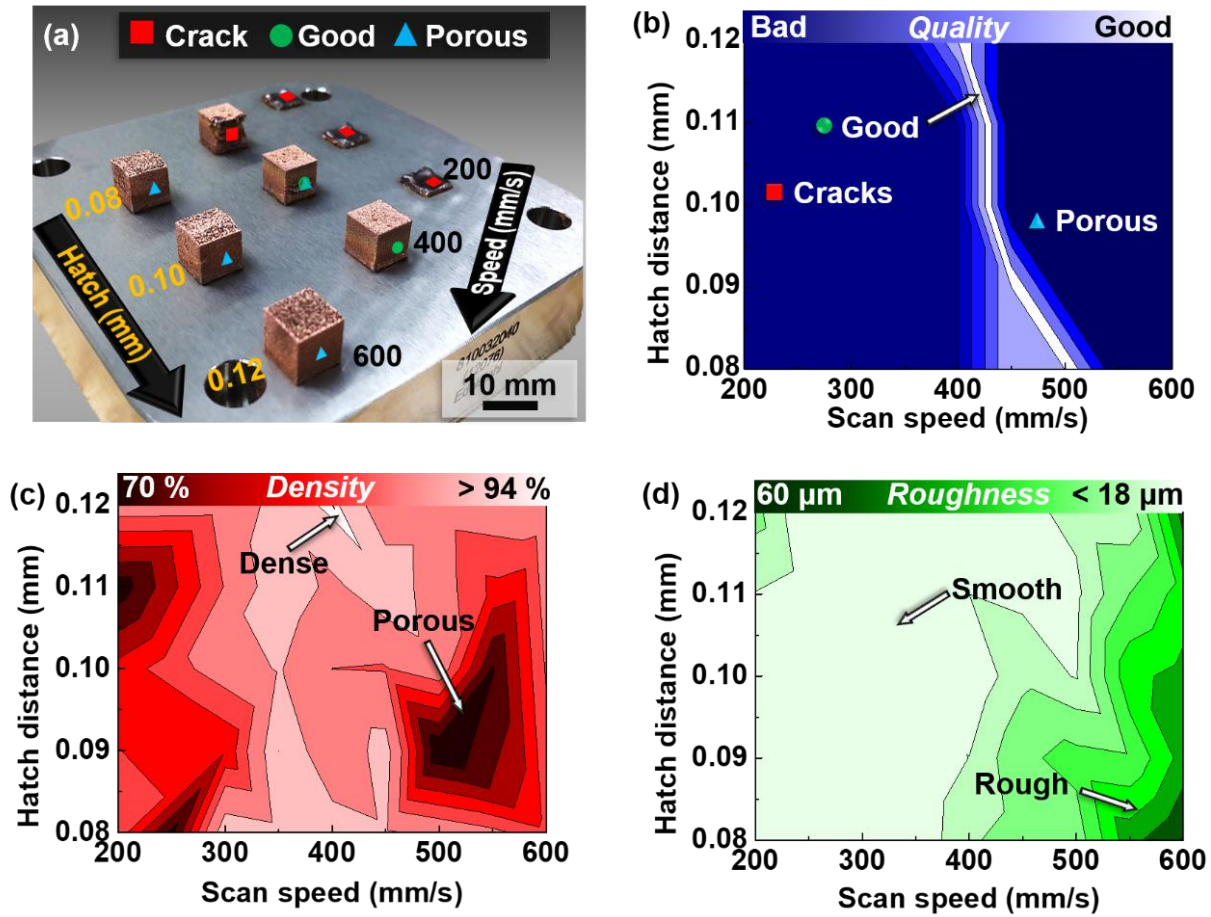 (a)
Crack Good Porous
0.08
0.10
0.12
Hatch (mm)
200
400
600
Speed (mm/s)
810032040
10 mm
(b)
Bad Quality Good
Hatch distance (mm)
0.12
0.11
0.10
0.09
0.08
Good
Cracks
Porous
200 300 400 500 600
Scan speed (mm/s)
(c)
70 % Density > 94 %
Hatch distance (mm)
0.12
0.11
0.10
0.09
0.08
Dense
Porous
200 300 400 500 600
Scan speed (mm/s)
(d)
60 µm Roughness < 18 µm
Hatch distance (mm)
0.12
0.11
0.10
0.09
0.08
Smooth
Rough
200 300 400 500 600
Scan speed (mm/s)